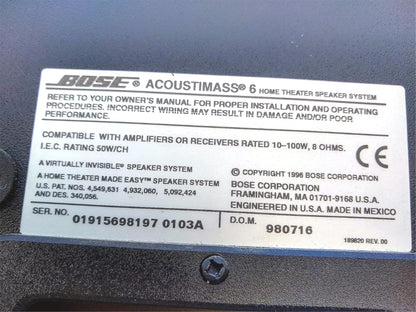 BOSE® ACOUSTIMASS® 6 HOME THEATER SPEAKER SYSTEM
REFER TO YOUR OWNER'S MANUAL FOR PROPER INSTALLATION AND OPERATING
PROCEDURES. INCORRECT WIRING MAY RESULT IN DAMAGE AND/OR POOR
PERFORMANCE.
COMPATIBLE WITH AMPLIFIERS OR RECEIVERS RATED 10-100W, 8 OHMS.
I.E.C. RATING 50W/CH
CE
A VIRTUALLY INVISIBLE® SPEAKER SYSTEM
A HOME THEATER MADE EASY™ SPEAKER SYSTEM
U.S. PAT. NOS. 4,549,631 4,932,060, 5,092,424
AND DES. 340,056.
© COPYRIGHT 1996 BOSE CORPORATION
BOSE CORPORATION
FRAMINGHAM, MA 01701-9168 U.S.A.
ENGINEERED IN U.S.A. MADE IN MEXICO
SER. NO. 01915698197 0103A
D.O.M. 980716
189820 REV. 00